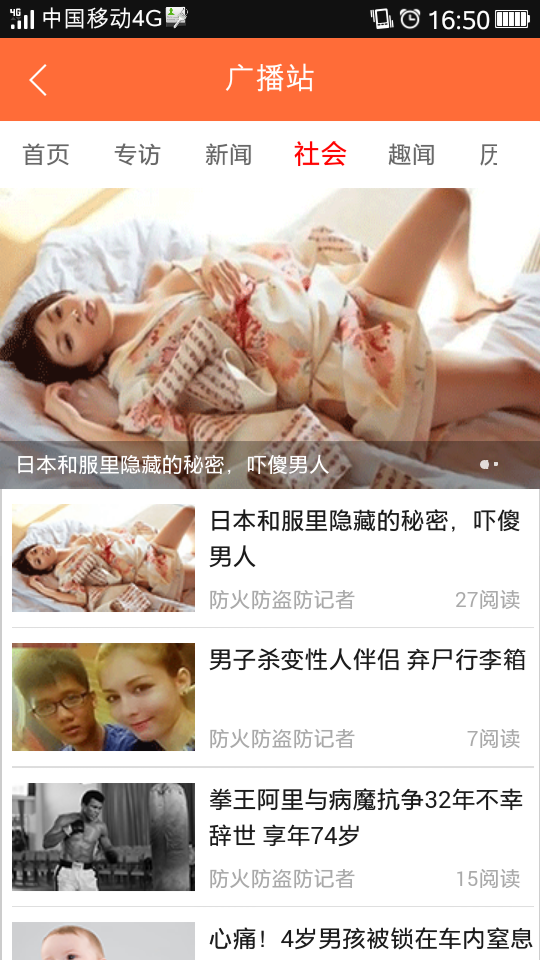 中国移动4G 16:50
广播站
首页 专访 新闻 社会 趣闻 历
日本和服里隐藏的秘密，吓傻男人
日本和服里隐藏的秘密，吓傻
男人
防火防盗防记者 27阅读
男子杀变性人伴侣 弃尸行李箱
防火防盗防记者 7阅读
拳王阿里与病魔抗争32年不幸
辞世 享年74岁
防火防盗防记者 15阅读
心痛！4岁男孩被锁在车内窒息